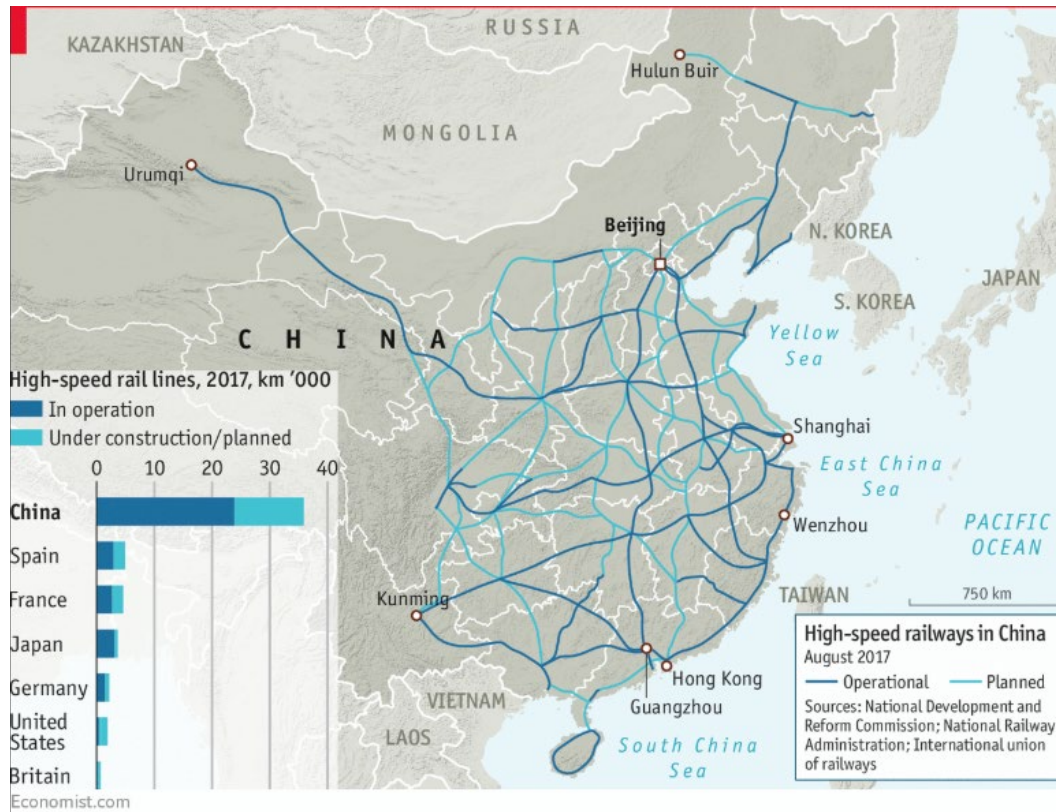 RUSSIA
KAZAKHSTAN
Hulun Buir
MONGOLIA
Urumqi
Beijing
N. KOREA
JAPAN
S. KOREA
CHINA
Yellow
Sea
High-speed rail lines, 2017, km ’000
In operation
Under construction/planned
0 10 20 30 40
China
Spain
France
Japan
Germany
United
States
Britain
Shanghai
East China
Sea
Wenzhou
PACIFIC
OCEAN
TAIWAN
750 km
Kunming
Hong Kong
Guangzhou
VIETNAM
LAOS
South China
Sea
High-speed railways in China
August 2017
Operational Planned
Sources: National Development and
Reform Commission; National Railway
Administration; International union
of railways
Economist.com